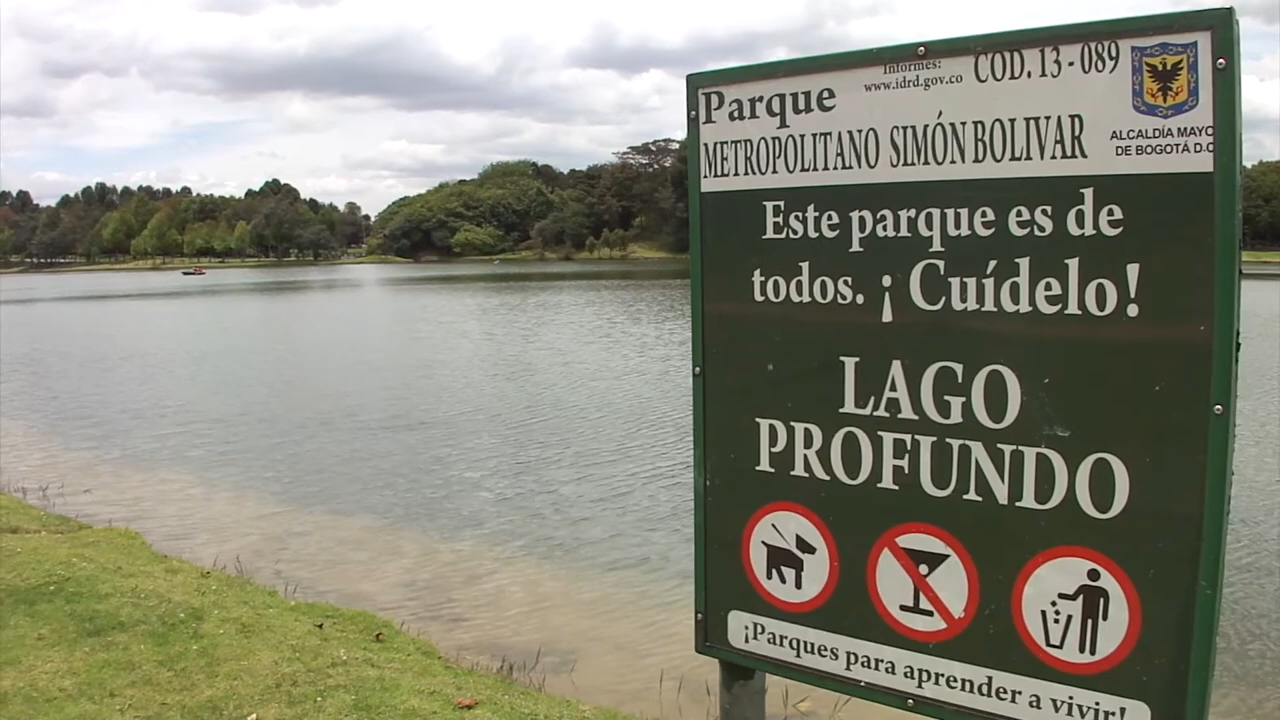 Informes:
www.idrd.gov.co
COD. 13 - 089
Parque
METROPOLITANO SIMÓN BOLIVAR
ALCALDÍA MAYO
DE BOGOTÁ D.C
Este parque es de
todos. ¡ Cuídelo!
LAGO
PROFUNDO
¡Parques para aprender a vivir!